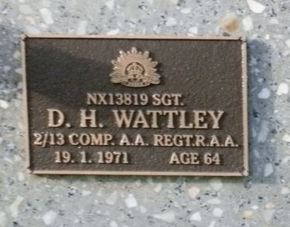 NX13819 SGT.
D. H. WATTLEY
2/13 COMP. A.A. REGT.R.A.A.
19. 1. 1971 AGE 64